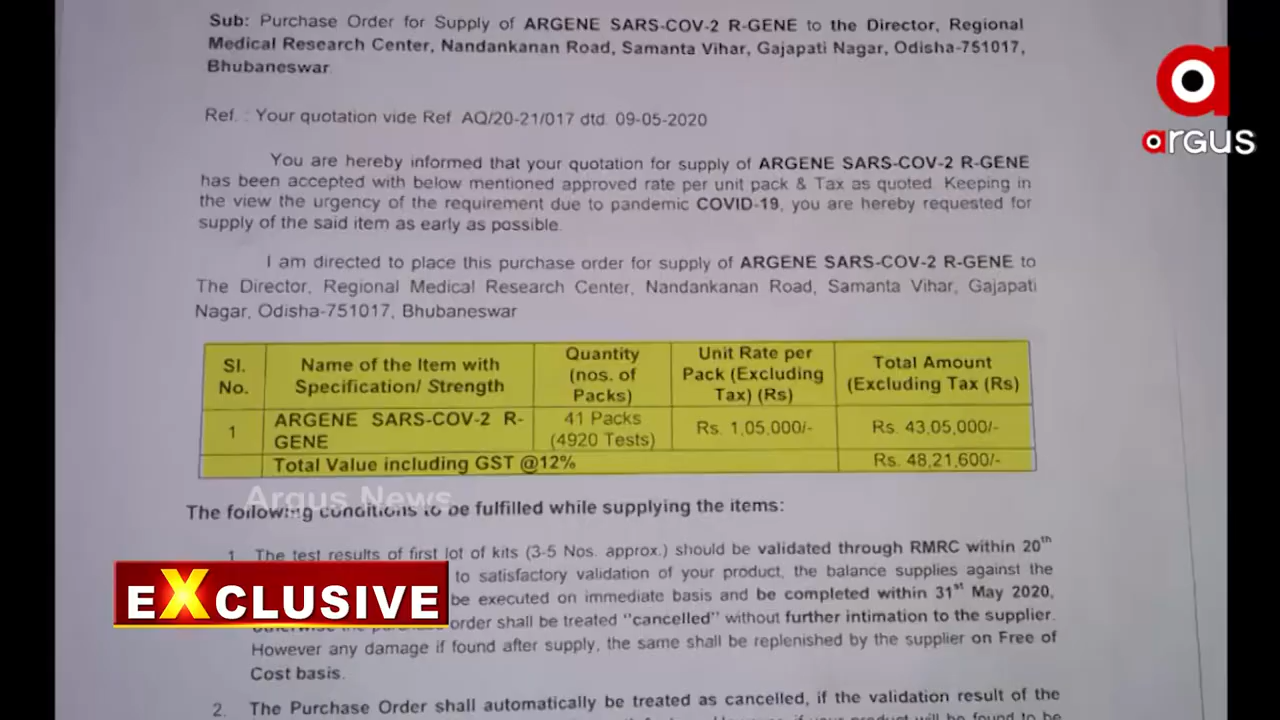 Sub: Purchase Order for Supply of ARGENE SARS-COV-2 R-GENE to the Director, Regional
Medical Research Center, Nandankanan Road, Samanta Vihar, Gajapati Nagar, Odisha-751017,
Bhubaneswar
argus
Ref. : Your quotation vide Ref AQ/20-21/017 dtd. 09-05-2020
You are hereby informed that your quotation for supply of ARGENE SARS-COV-2 R-GENE
has been accepted with below mentioned approved rate per unit pack & Tax as quoted. Keeping in
the view the urgency of the requirement due to pandemic COVID-19, you are hereby requested for
supply of the said item as early as possible.
I am directed to place this purchase order for supply of ARGENE SARS-COV-2 R-GENE to
The Director, Regional Medical Research Center, Nandankanan Road, Samanta Vihar, Gajapati
Nagar, Odisha-751017, Bhubaneswar
Sl. No. Name of the Item with Specification/ Strength Quantity (nos. of Packs) Unit Rate per Pack (Excluding Tax) (Rs) Total Amount (Excluding Tax (Rs)
1 ARGENE SARS-COV-2 R-GENE 41 Packs (4920 Tests) Rs. 1,05,000/- Rs. 43,05,000/-
Total Value including GST @12% Rs. 48,21,600/-
Argus News
The following conditions to be fulfilled while supplying the items:
1. The test results of first lot of kits (3-5 Nos. approx.) should be validated through RMRC within 20th
to satisfactory validation of your product, the balance supplies against the
be executed on immediate basis and be completed within 31st May 2020,
order shall be treated "cancelled" without further intimation to the supplier.
However any damage if found after supply, the same shall be replenished by the supplier on Free of
Cost basis.
EXCLUSIVE
2. The Purchase Order shall automatically be treated as cancelled, if the validation result of the